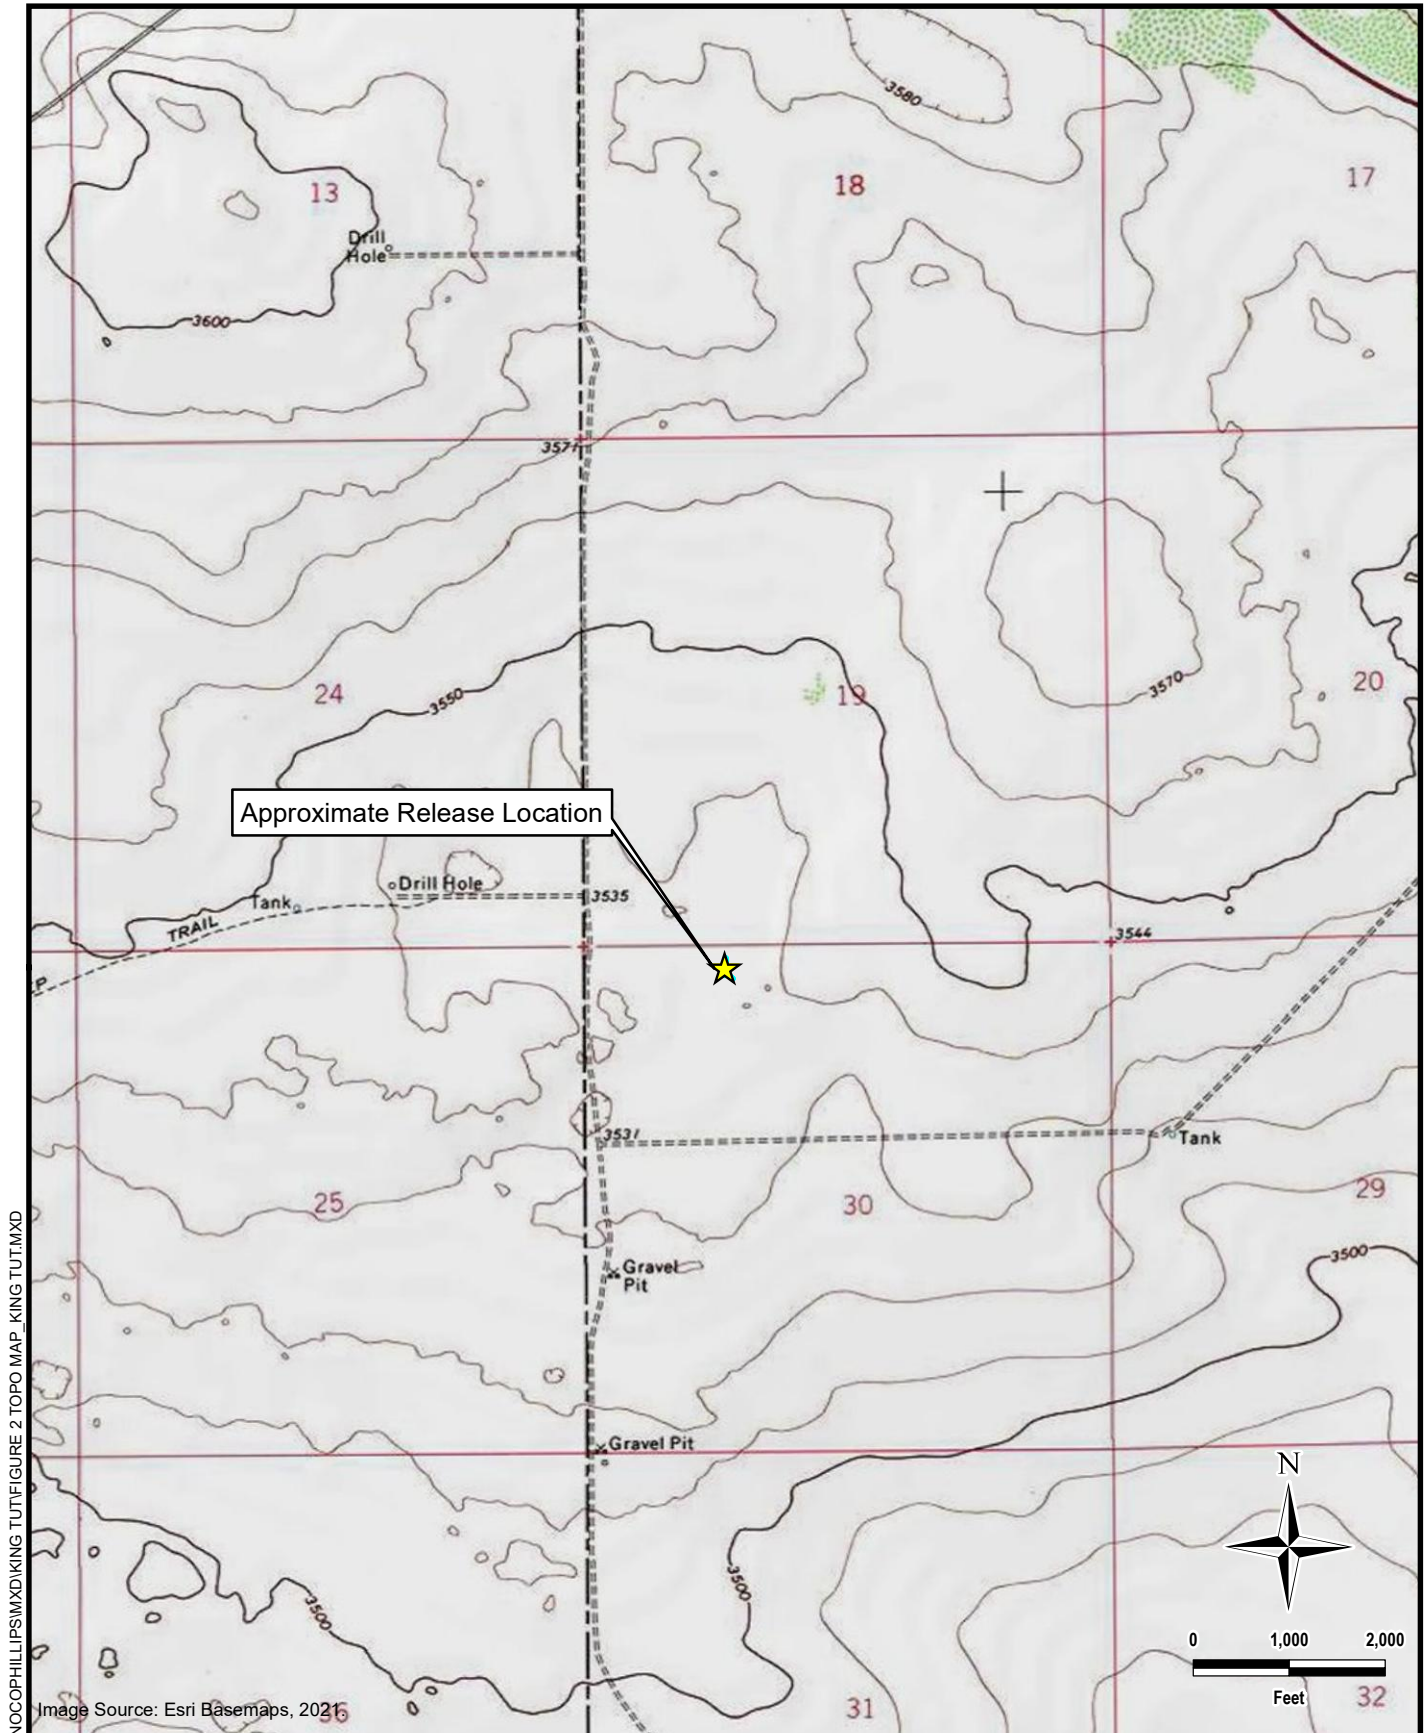 3580
13
18
17
Drill
Hole
3600
3571
3570
24
3550
19
20
Approximate Release Location
Drill Hole
Tank
3535
TRAIL
3544
P
3531
Tank
25
30
29
Gravel
Pit
3500
Gravel Pit
N
3500
3500
0 1,000 2,000
Feet
Image Source: Esri Basemaps, 2021.
36
31
32
NOCOPHILLIPS\MXD\KING TUT\FIGURE 2 TOPO MAP_KING TUT.MXD